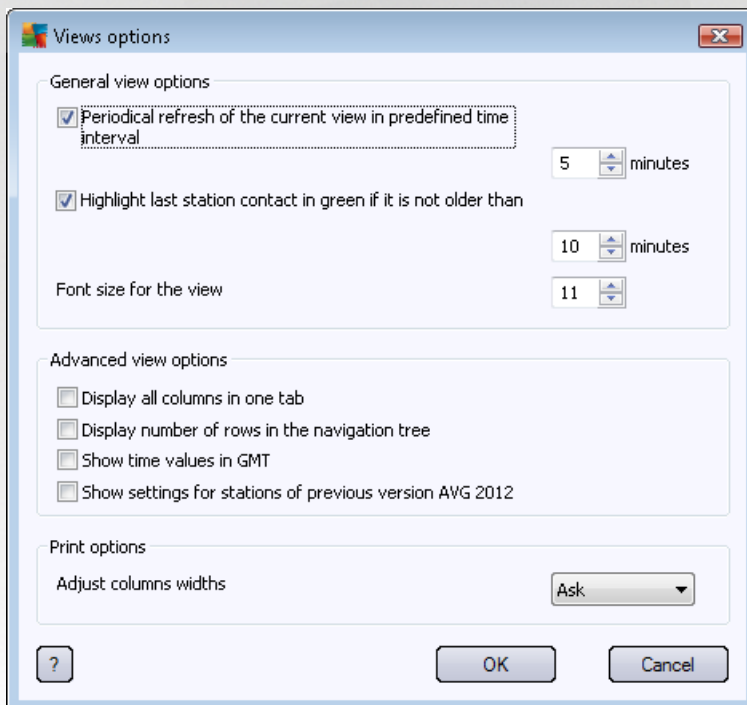 Views options
General view options
Periodical refresh of the current view in predefined time
interval
5 minutes
Highlight last station contact in green if it is not older than
10 minutes
Font size for the view 11
Advanced view options
Display all columns in one tab
Display number of rows in the navigation tree
Show time values in GMT
Show settings for stations of previous version AVG 2012
Print options
Adjust columns widths Ask
? OK Cancel